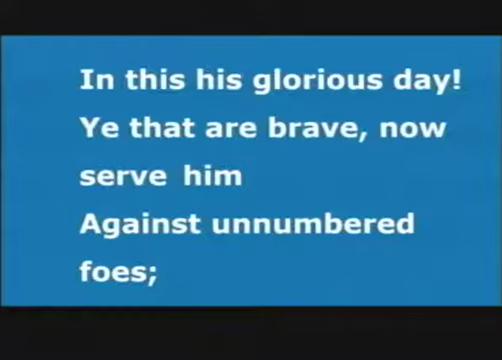 In this his glorious day!
Ye that are brave, now
serve him
Against unnumbered
foes;